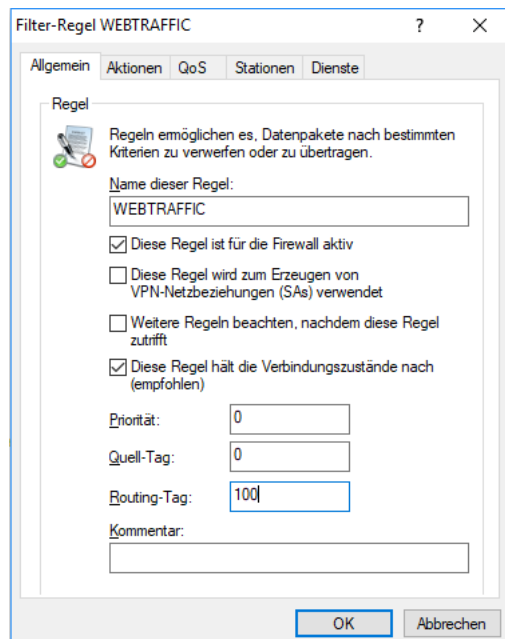 Filter-Regel WEBTRAFFIC
Allgemein
Aktionen
QoS
Stationen
Dienste
Regel
Regeln ermöglichen es, Datenpakete nach bestimmten
Kriterien zu verwerfen oder zu übertragen.
Name dieser Regel:
WEBTRAFFIC
Diese Regel ist für die Firewall aktiv
Diese Regel wird zum Erzeugen von
VPN-Netzbeziehungen (SAs) verwendet
Weitere Regeln beachten, nachdem diese Regel
zutrifft
Diese Regel hält die Verbindungszustände nach
(empfohlen)
Priorität:
0
Quell-Tag:
0
Routing-Tag:
100
Kommentar:
OK
Abbrechen